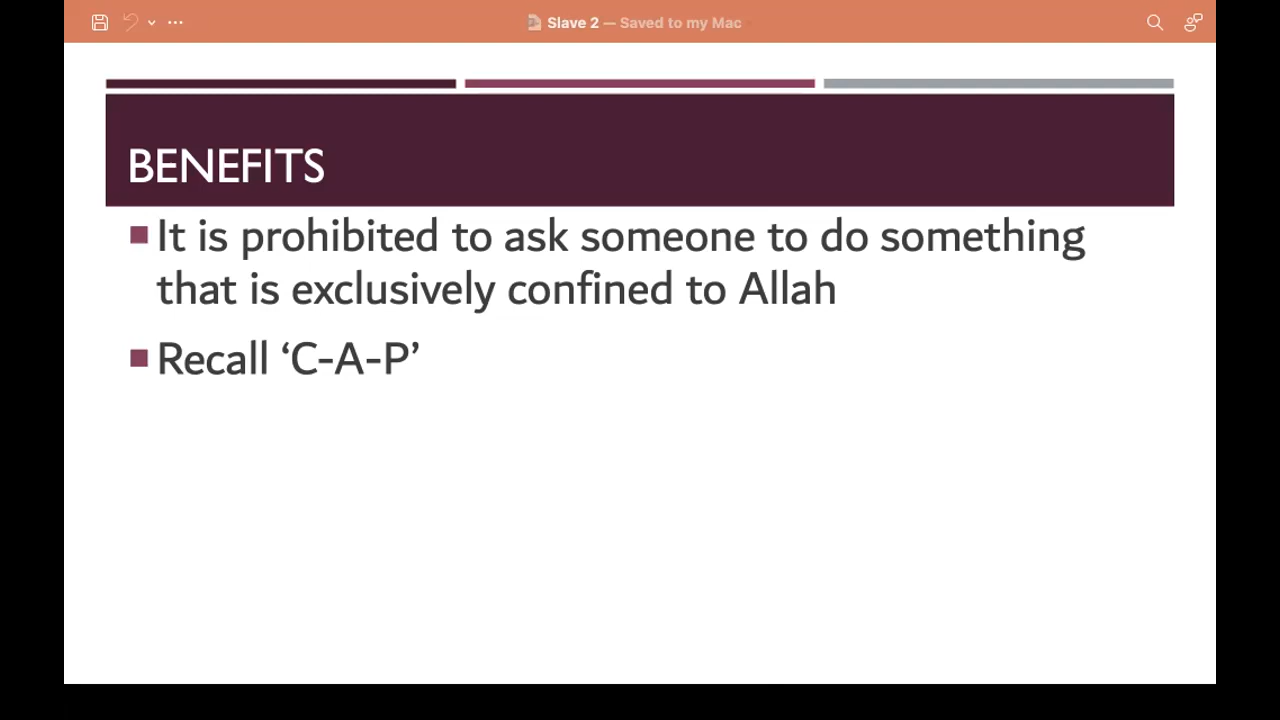 Slave 2 — Saved to my Mac
BENEFITS
It is prohibited to ask someone to do something
that is exclusively confined to Allah
Recall ‘C-A-P’